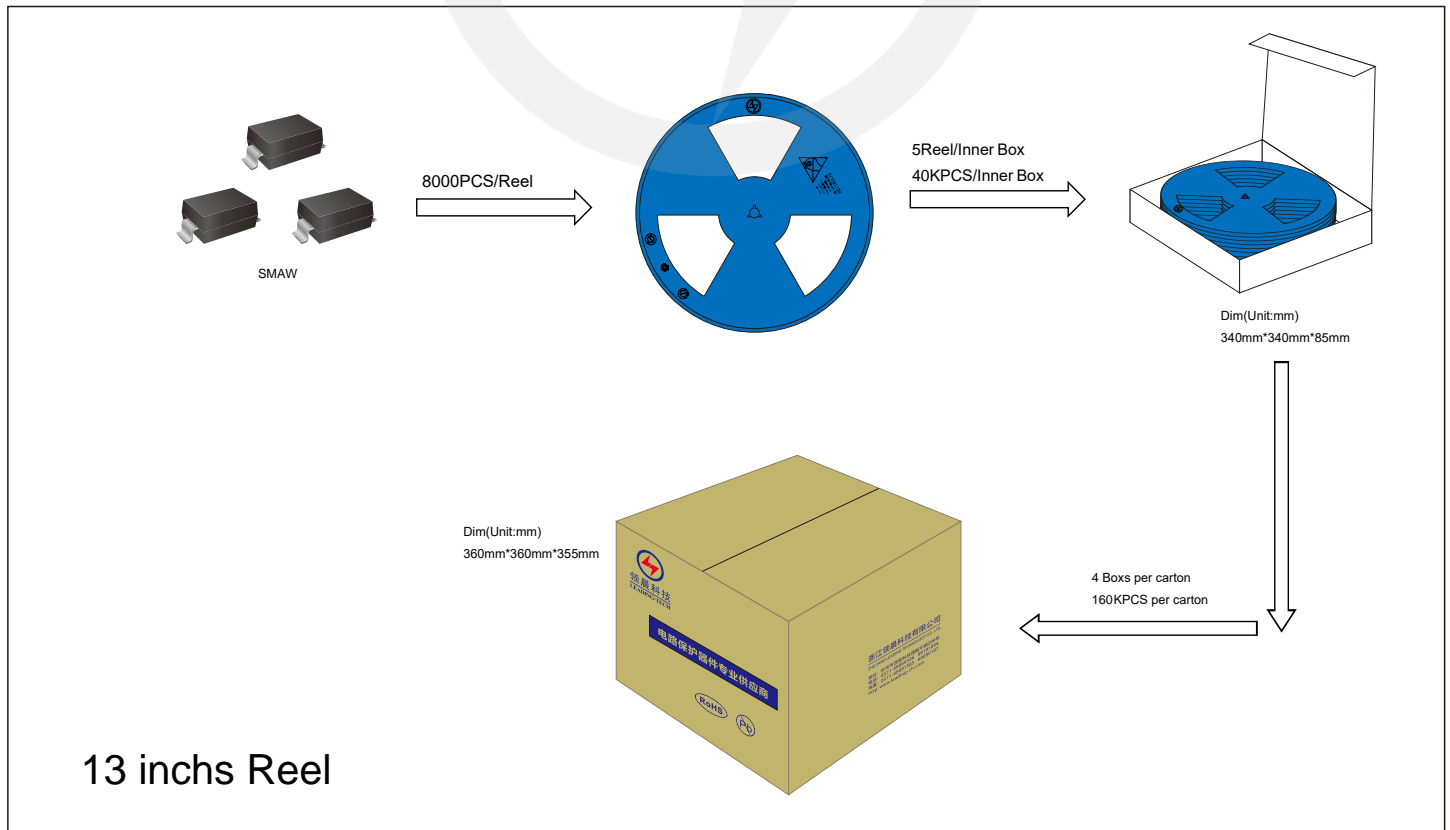 8000PCS/Reel
SMAW
5Reel/Inner Box
40KPCS/Inner Box
Dim(Unit:mm)
340mm*340mm*85mm
4 Boxs per carton
160KPCS per carton
Dim(Unit:mm)
360mm*360mm*355mm
领晨科技
LEADING-TECH
电路保护器件专业供应商
RoHS
Pb
浙江领晨科技有限公司
13 inchs Reel